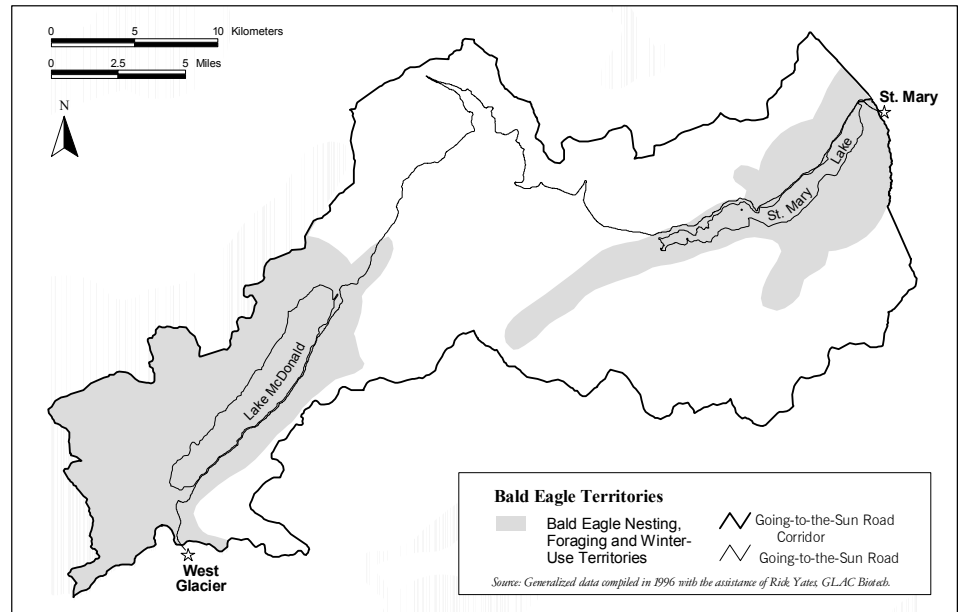 0 5 10 Kilometers
0 2.5 5 Miles
N
St. Mary
St. Mary Lake
Lake McDonald
West
Glacier
Bald Eagle Territories
Bald Eagle Nesting,
Foraging and Winter-
Use Territories
Going-to-the-Sun Road
Corridor
Going-to-the-Sun Road
Source: Generalized data compiled in 1996 with the assistance of Rick Yates, GLAC Biotech.